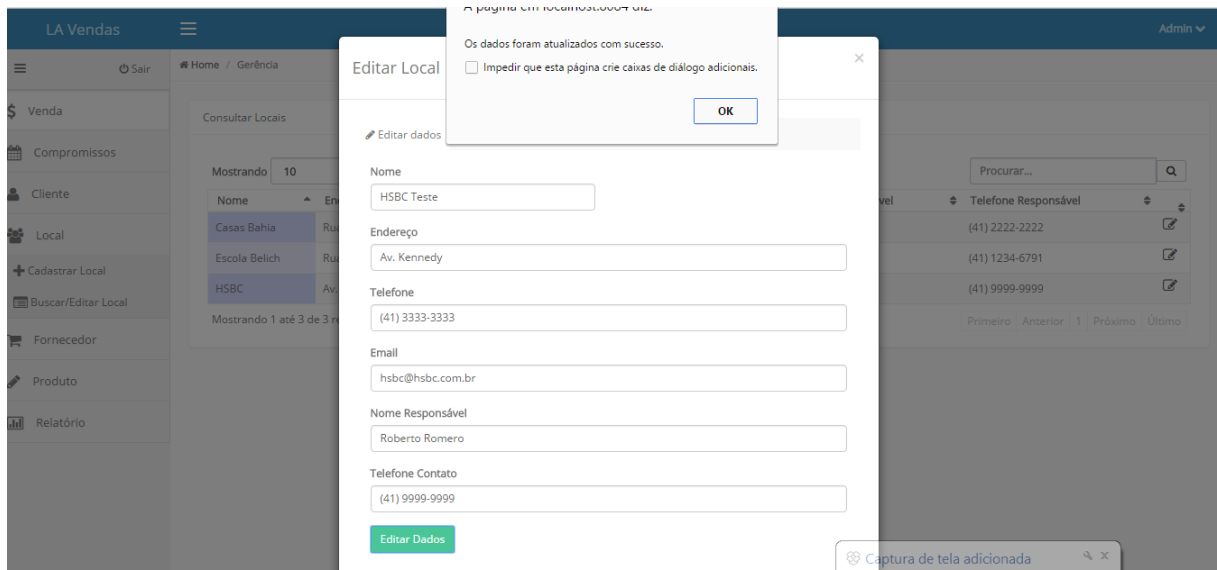 LA Vendas
Admin
Os dados foram atualizados com sucesso.
Impedir que esta página crie caixas de diálogo adicionais.
OK
Sair
Home / Gerência
Editar Local
×
Venda
Compromissos
Cliente
Local
Cadastrar Local
Buscar/Editar Local
Fornecedor
Produto
Relatório
Consultar Locais
Mostrando 10
Procurar...
Nome
Telefone Responsável
Casas Bahia
(41) 2222-2222
Escola Belich
(41) 1234-6791
HSBC
Av.
(41) 9999-9999
Mostrando 1 até 3 de 3
Primeiro Anterior 1 Próximo Último
Editar dados
Nome
HSBC Teste
Endereço
Av. Kennedy
Telefone
(41) 3333-3333
Email
hsbc@hsbc.com.br
Nome Responsável
Roberto Romero
Telefone Contato
(41) 9999-9999
Editar Dados
Captura de tela adicionada